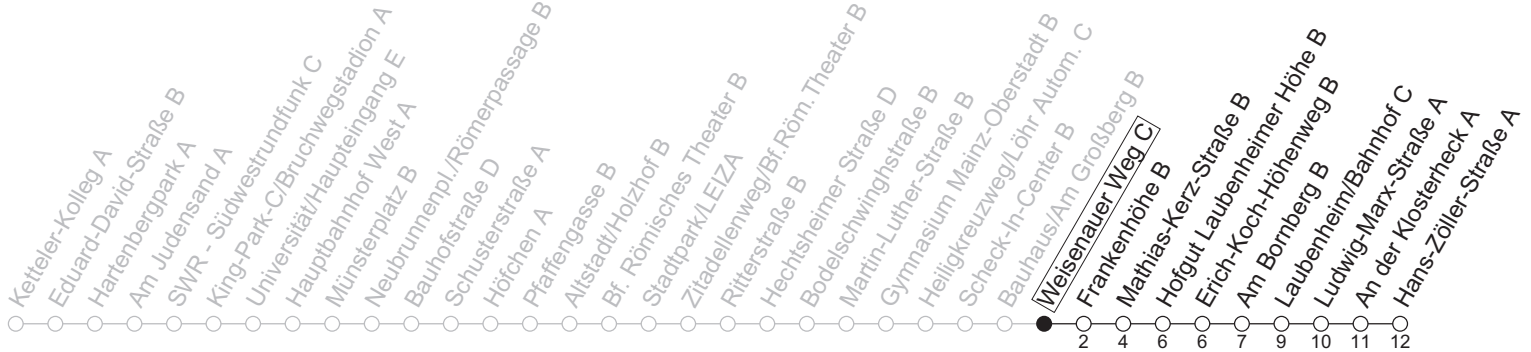 Ketteler-Kolleg A
Eduard-David-Straße B
Hartenbergpark A
Am Judensand A
SWR - Südwestrundfunk C
King-Park-C/Bruchwegstadion A
Universität/Haupteingang E
Hauptbahnhof West A
Münsterplatz B
Neubrunnenpl./Römerpassage B
Bauhofstraße D
Schusterstraße A
Höfchen A
Pfaffengasse B
Altstadt/Holzhof B
Bf. Römisches Theater B
Stadtpark/LEIZA
Zitadellenweg/Bf.Röm.Theater B
Ritterstraße B
Hechtsheimer Straße D
Bodelschwinghstraße B
Martin-Luther-Straße B
Gymnasium Mainz-Oberstadt B
Heiligkreuzweg/Löhr Autom. C
Scheck-In-Center B
Bauhaus/Am Großberg B
Weisenauer Weg C
Frankenhöhe B
Mathias-Kerz-Straße B
Hofgut Laubenheimer Höhe B
Erich-Koch-Höhenweg B
Am Bornberg B
Laubenheim/Bahnhof C
Ludwig-Marx-Straße A
An der Klosterheck A
Hans-Zöller-Straße A
2 4 6 6 7 9 10 11 12